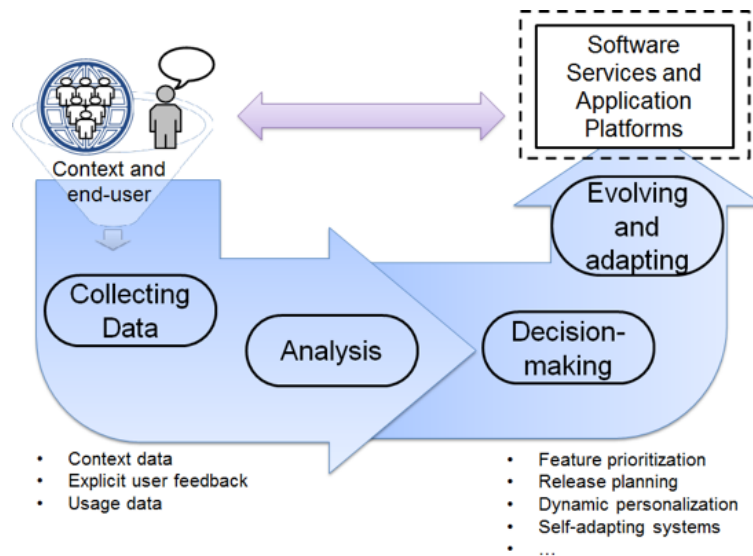 Software
Services and
Application
Platforms
Context and
end-user
Evolving
and
adapting
Collecting
Data
Analysis
Decision-
making
• Context data
• Explicit user feedback
• Usage data
• Feature prioritization
• Release planning
• Dynamic personalization
• Self-adapting systems
• ...